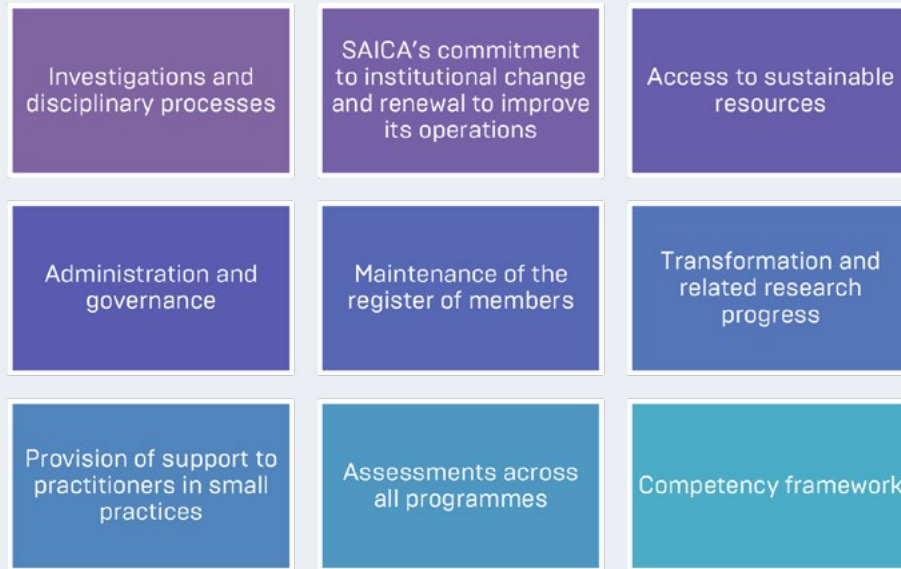 Investigations and
disciplinary processes
SAICA's commitment
to institutional change
and renewal to improve
its operations
Access to sustainable
resources
Administration and
governance
Maintenance of the
register of members
Transformation and
related research
progress
Provision of support to
practitioners in small
practices
Assessments across
all programmes
Competency framework